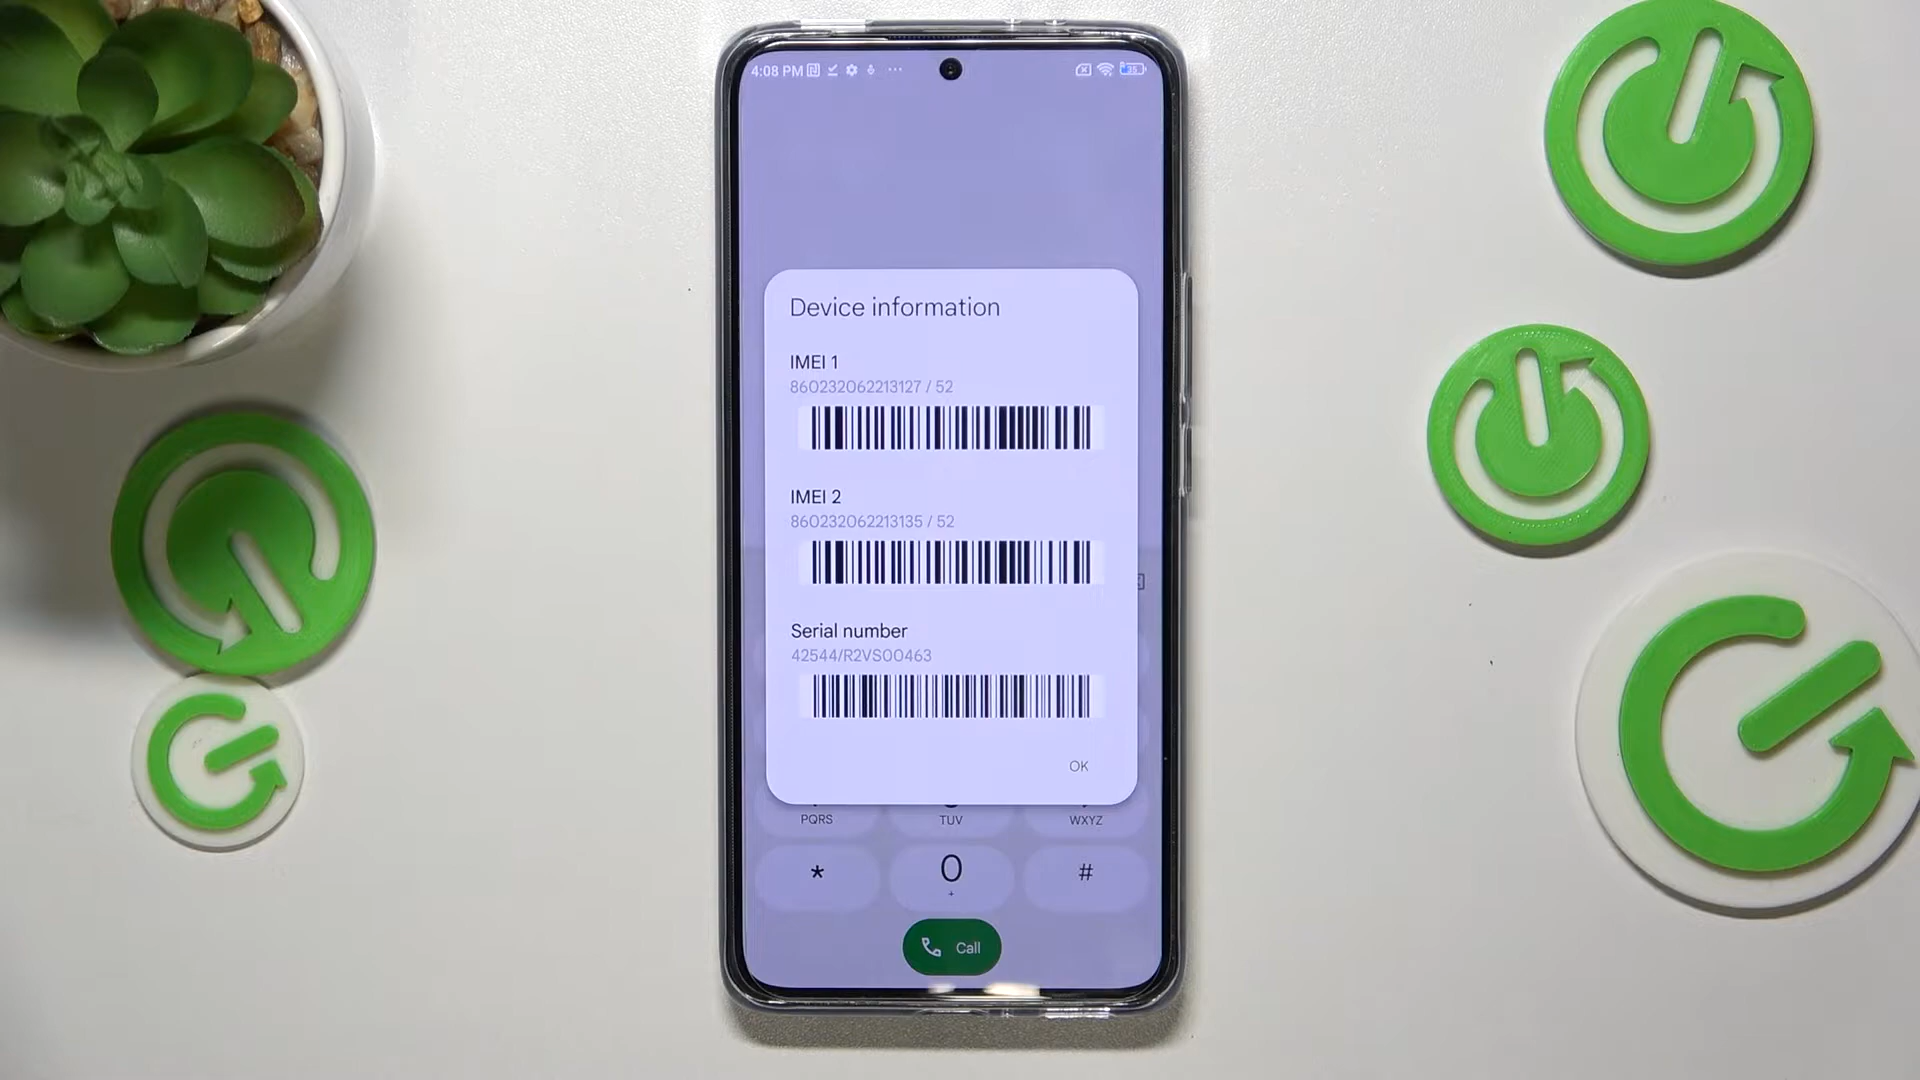 4:08 PM
35
Device information
IMEI 1
860232062213127 / 52
IMEI 2
860232062213135 / 52
Serial number
42544/R2VS00463
OK
PQRS
TUV
WXYZ
*
0
#
+
Call